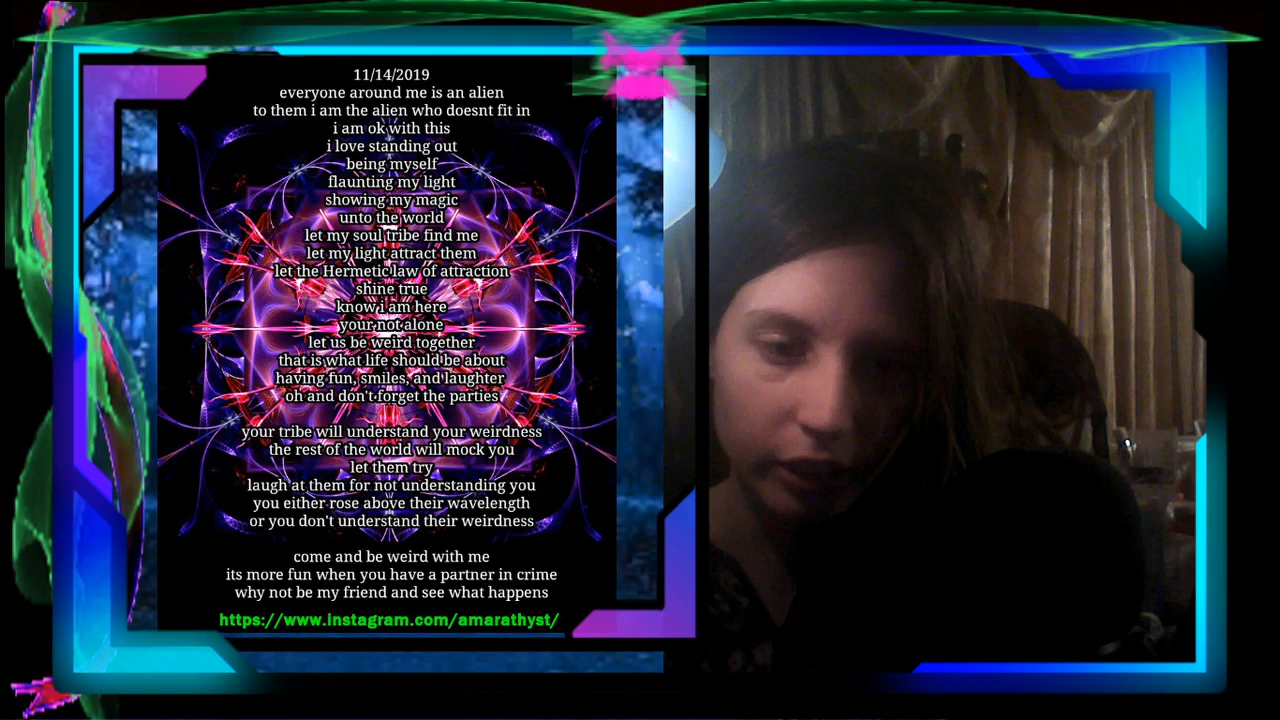 11/14/2019
everyone around me is an alien
to them i am the alien who doesnt fit in
i am ok with this
i love standing out
being myself
flaunting my light
showing my magic
unto the world
let my soul tribe find me
let my light attract them
let the Hermetic law of attraction
shine true
know i am here
your not alone
let us be weird together
that is what life should be about
having fun, smiles, and laughter
oh and don't forget the parties
your tribe will understand your weirdness
the rest of the world will mock you
let them try
laugh at them for not understanding you
you either rose above their wavelength
or you don't understand their weirdness
come and be weird with me
its more fun when you have a partner in crime
why not be my friend and see what happens
https://www.instagram.com/amarathyst/